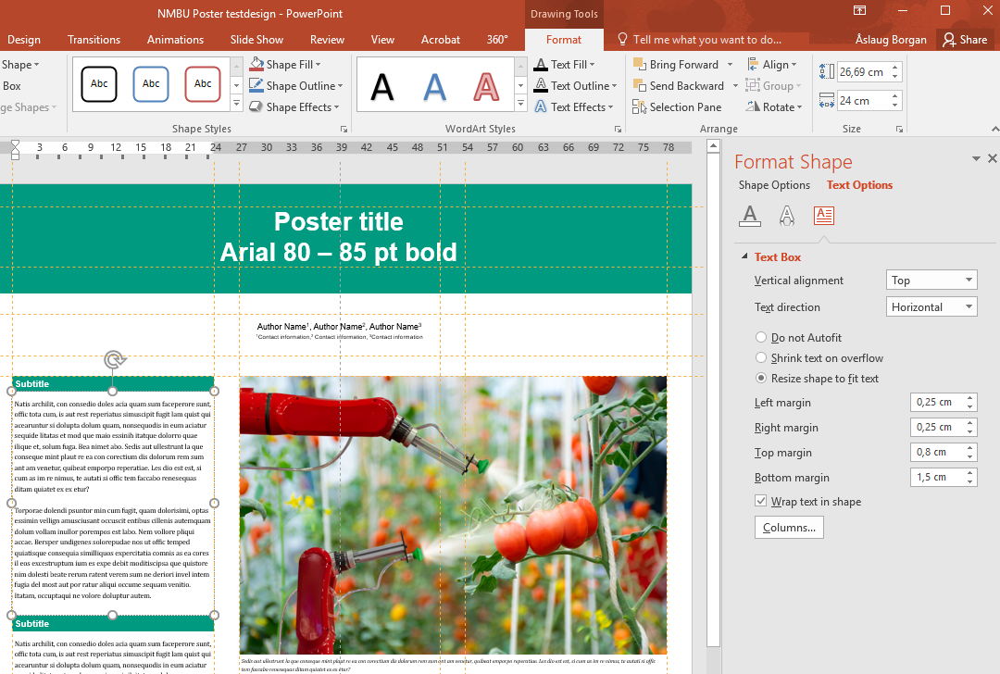 NMBU Poster testdesign - PowerPoint
Drawing Tools
Design Transitions Animations Slide Show Review View Acrobat 360° Format Tell me what you want to do... Åslaug Borgan Share
Shape
Box
ge Shapes
Abc Abc Abc
Shape Fill
Shape Outline
Shape Effects
Shape Styles
A A A
Text Fill
Text Outline
Text Effects
WordArt Styles
Bring Forward
Send Backward
Selection Pane
Align
Group
Rotate
Arrange
26,69 cm
24 cm
Size
3 6 9 12 15 18 21 24 27 30 33 36 39 42 45 48 51 54 57 60 63 66 69 72 75 78
Poster title
Arial 80 – 85 pt bold
Author Name¹, Author Name², Author Name³
¹Contact information,² Contact information, ³Contact information
Subtitle
Natis archilit, con consedio doles acia quam sum faceperore sunt,
offic tota cum, is aut rest reperiatus simuscipit fugit lam quist qui
acearuntur si dolupta dolum quam, nonsequodis in eum aciatur
sequide litatas et mod que maio essinih itatque dolorro quae
ilique et, solum fuga. Bea nimet abo. Sedis aut ullestrunt la que
conseque mint plaut re ea con corectium dis dolorum rem sum
ant am venetur, quibeat emporpo reperiatiae. Les dio est est, si
cum as im re nimus, te autati si offic tem faccabo renesequas
ditam quiatet ex ex etur?
Torporae dolendi psuntor min cum fugit, quam dolorisimi, optas
essimin vellign amusciusant occuscit entibus cillenis autemquam
dolum vollam inullor porempos est labo. Nem vollore pliqui
accae. Bersper undigenes solorepudae nos ut offic temped
quiatisque consequia similliquos expercitatia comnis as ea cores
il eos excestruptium ium es expe debit moditiscipsa que quistore
nim dolesti beate rerum ratent verem sum ne deriori invel intem
fugia del most aut por ratur aliqui occume sequam venitio.
Itatam, occuptaqui ne volore doluptur autem.
Subtitle
Natis archilit, con consedio doles acia quam sum faceperore sunt,
offic tota cum, is aut rest reperiatus simuscipit fugit lam quist qui
acearuntur si dolupta dolum quam, nonsequodis in eum aciatur
Sedis aut ullestrunt la que conseque mint plaut re ea con corectium dis dolorum rem sum ant am venetur, quibeat emporpo reperiatiae. Les dio est est, si cum as im re nimus, te autati si offic
tem faccabo renesequas ditam quiatet ex ex etur?
Format Shape
Shape Options Text Options
Text Box
Vertical alignment Top
Text direction Horizontal
Do not Autofit
Shrink text on overflow
Resize shape to fit text
Left margin 0,25 cm
Right margin 0,25 cm
Top margin 0,8 cm
Bottom margin 1,5 cm
Wrap text in shape
Columns...